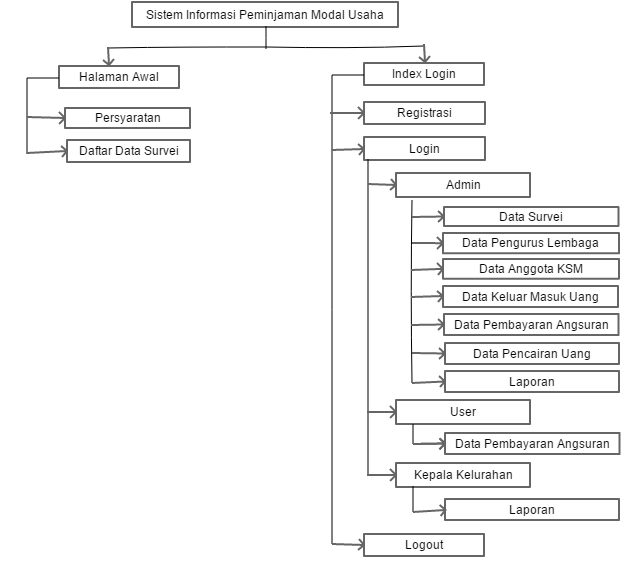 Sistem Informasi Peminjaman Modal Usaha
Halaman Awal
Persyaratan
Daftar Data Survei
Index Login
Registrasi
Login
Admin
Data Survei
Data Pengurus Lembaga
Data Anggota KSM
Data Keluar Masuk Uang
Data Pembayaran Angsuran
Data Pencairan Uang
Laporan
User
Data Pembayaran Angsuran
Kepala Kelurahan
Laporan
Logout